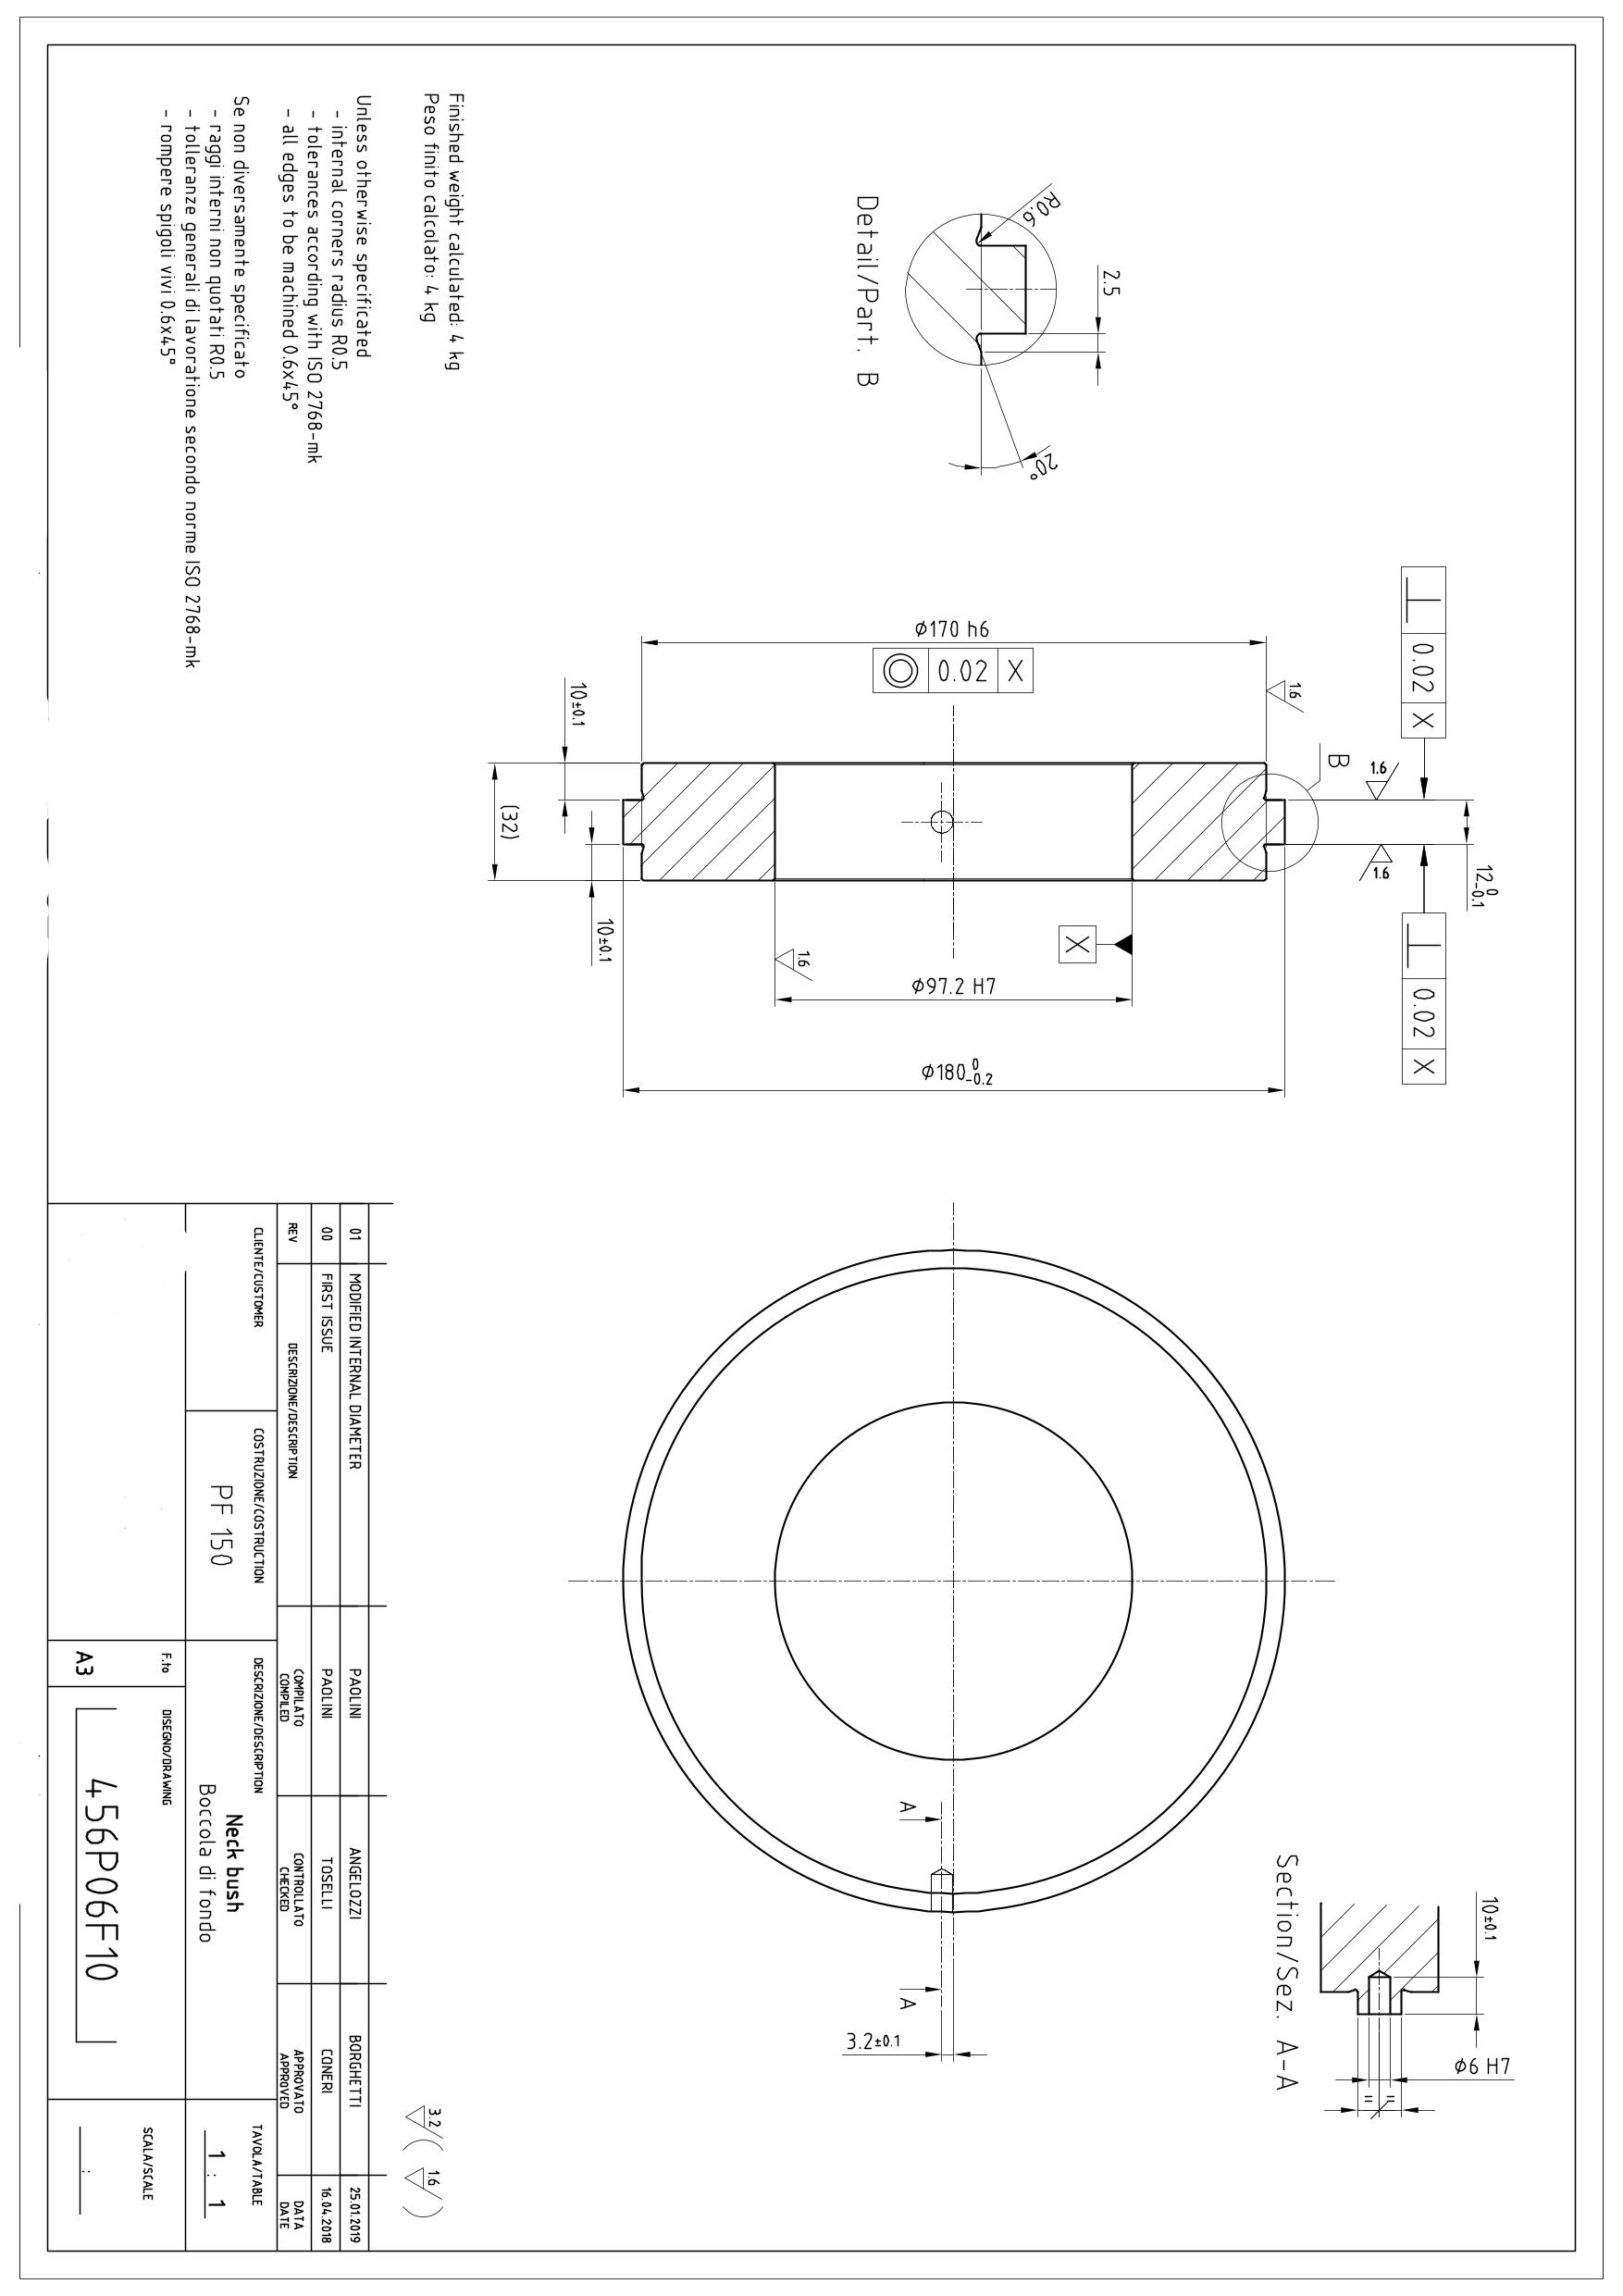 Finished weight calculated: 4 kg
Peso finito calcolato: 4 kg
Unless otherwise specificated
- internal corners radius R0.5
- tolerances according with ISO 2768-mk
- all edges to be machined 0.6x45°
Se non diversamente specificato
- raggi interni non quotati R0.5
- tolleranze generali di lavoratione secondo norme ISO 2768-mk
- rompere spigoli vivi 0.6x45°
R0.6
2.5
20°
Detail/Part. B
⊥ 0.02 X
⊥ 0.02 X
12 0 -0.1
1.6
1.6
B
1.6
1.6
X
Ø170 h6
◎ 0.02 X
Ø97.2 H7
Ø180 0 -0.2
10±0.1
(32)
10±0.1
10±0.1
Ø6 H7
= =
Section/Sez. A-A
A
A
3.2±0.1
3.2 ( 1.6 )
01 MODIFIED INTERNAL DIAMETER PAOLINI ANGELOZZI BORGHETTI 25.01.2019
00 FIRST ISSUE PAOLINI TOSELLI CONERI 16.04.2018
REV DESCRIZIONE/DESCRIPTION COMPILATO COMPILED CONTROLLATO CHECKED APPROVATO APPROVED DATA DATE
CLIENTE/CUSTOMER
COSTRUZIONE/COSTRUCTION
PF 150
DESCRIZIONE/DESCRIPTION
Neck bush
Boccola di fondo
TAVOLA/TABLE
1 : 1
F.to
A3
DISEGNO/DRAWING
456P06F10
SCALA/SCALE
: